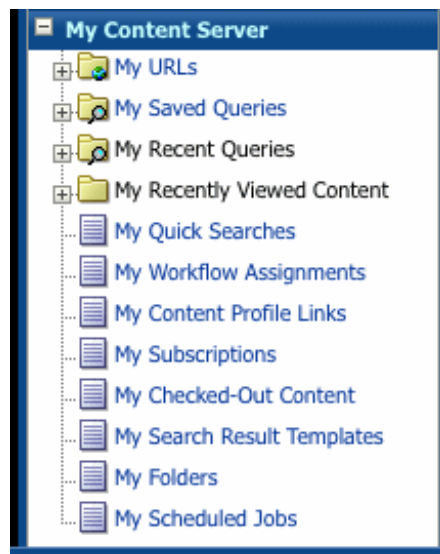 My Content Server
My URLs
My Saved Queries
My Recent Queries
My Recently Viewed Content
My Quick Searches
My Workflow Assignments
My Content Profile Links
My Subscriptions
My Checked-Out Content
My Search Result Templates
My Folders
My Scheduled Jobs